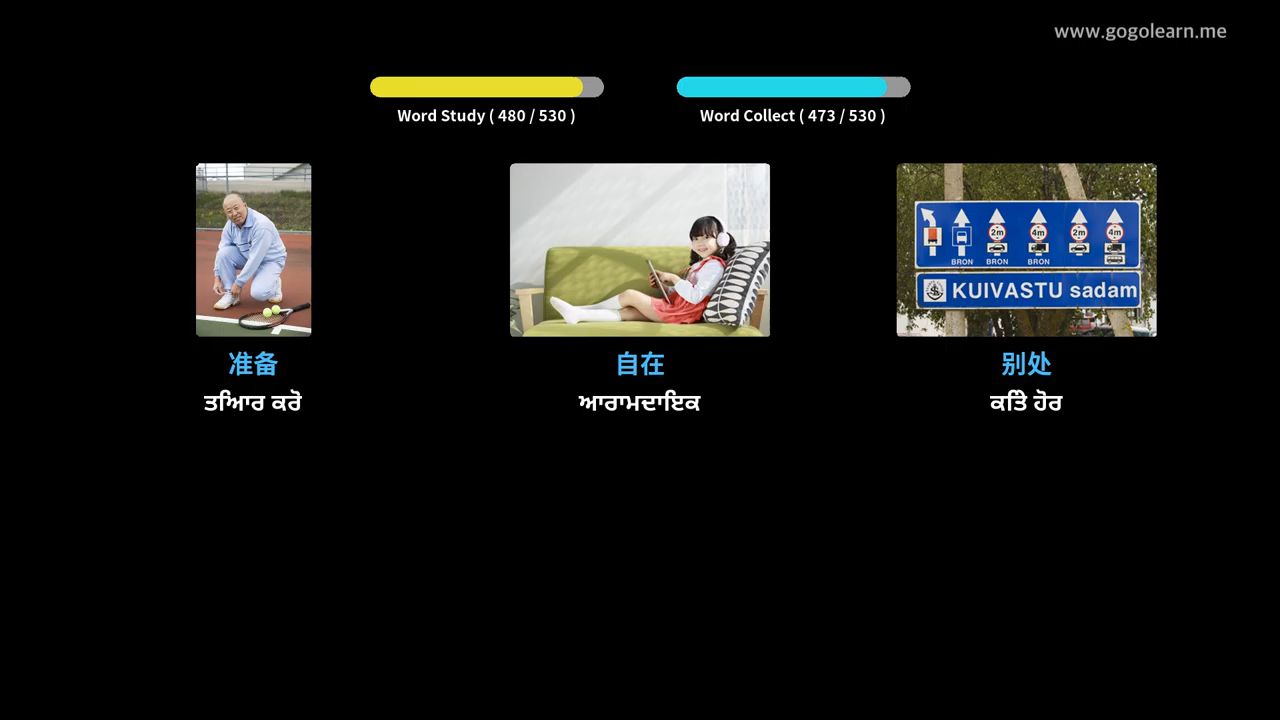 www.gogolearn.me
Word Study ( 480 / 530 )
Word Collect ( 473 / 530 )
BRON
2m
BRON
4m
BRON
2m
4m
KUIVASTU sadam
准备
自在
别处
ਤਿਆਰ ਕਰੋ
ਆਰਾਮਦਾਇਕ
ਕਿਤੇ ਹੋਰ